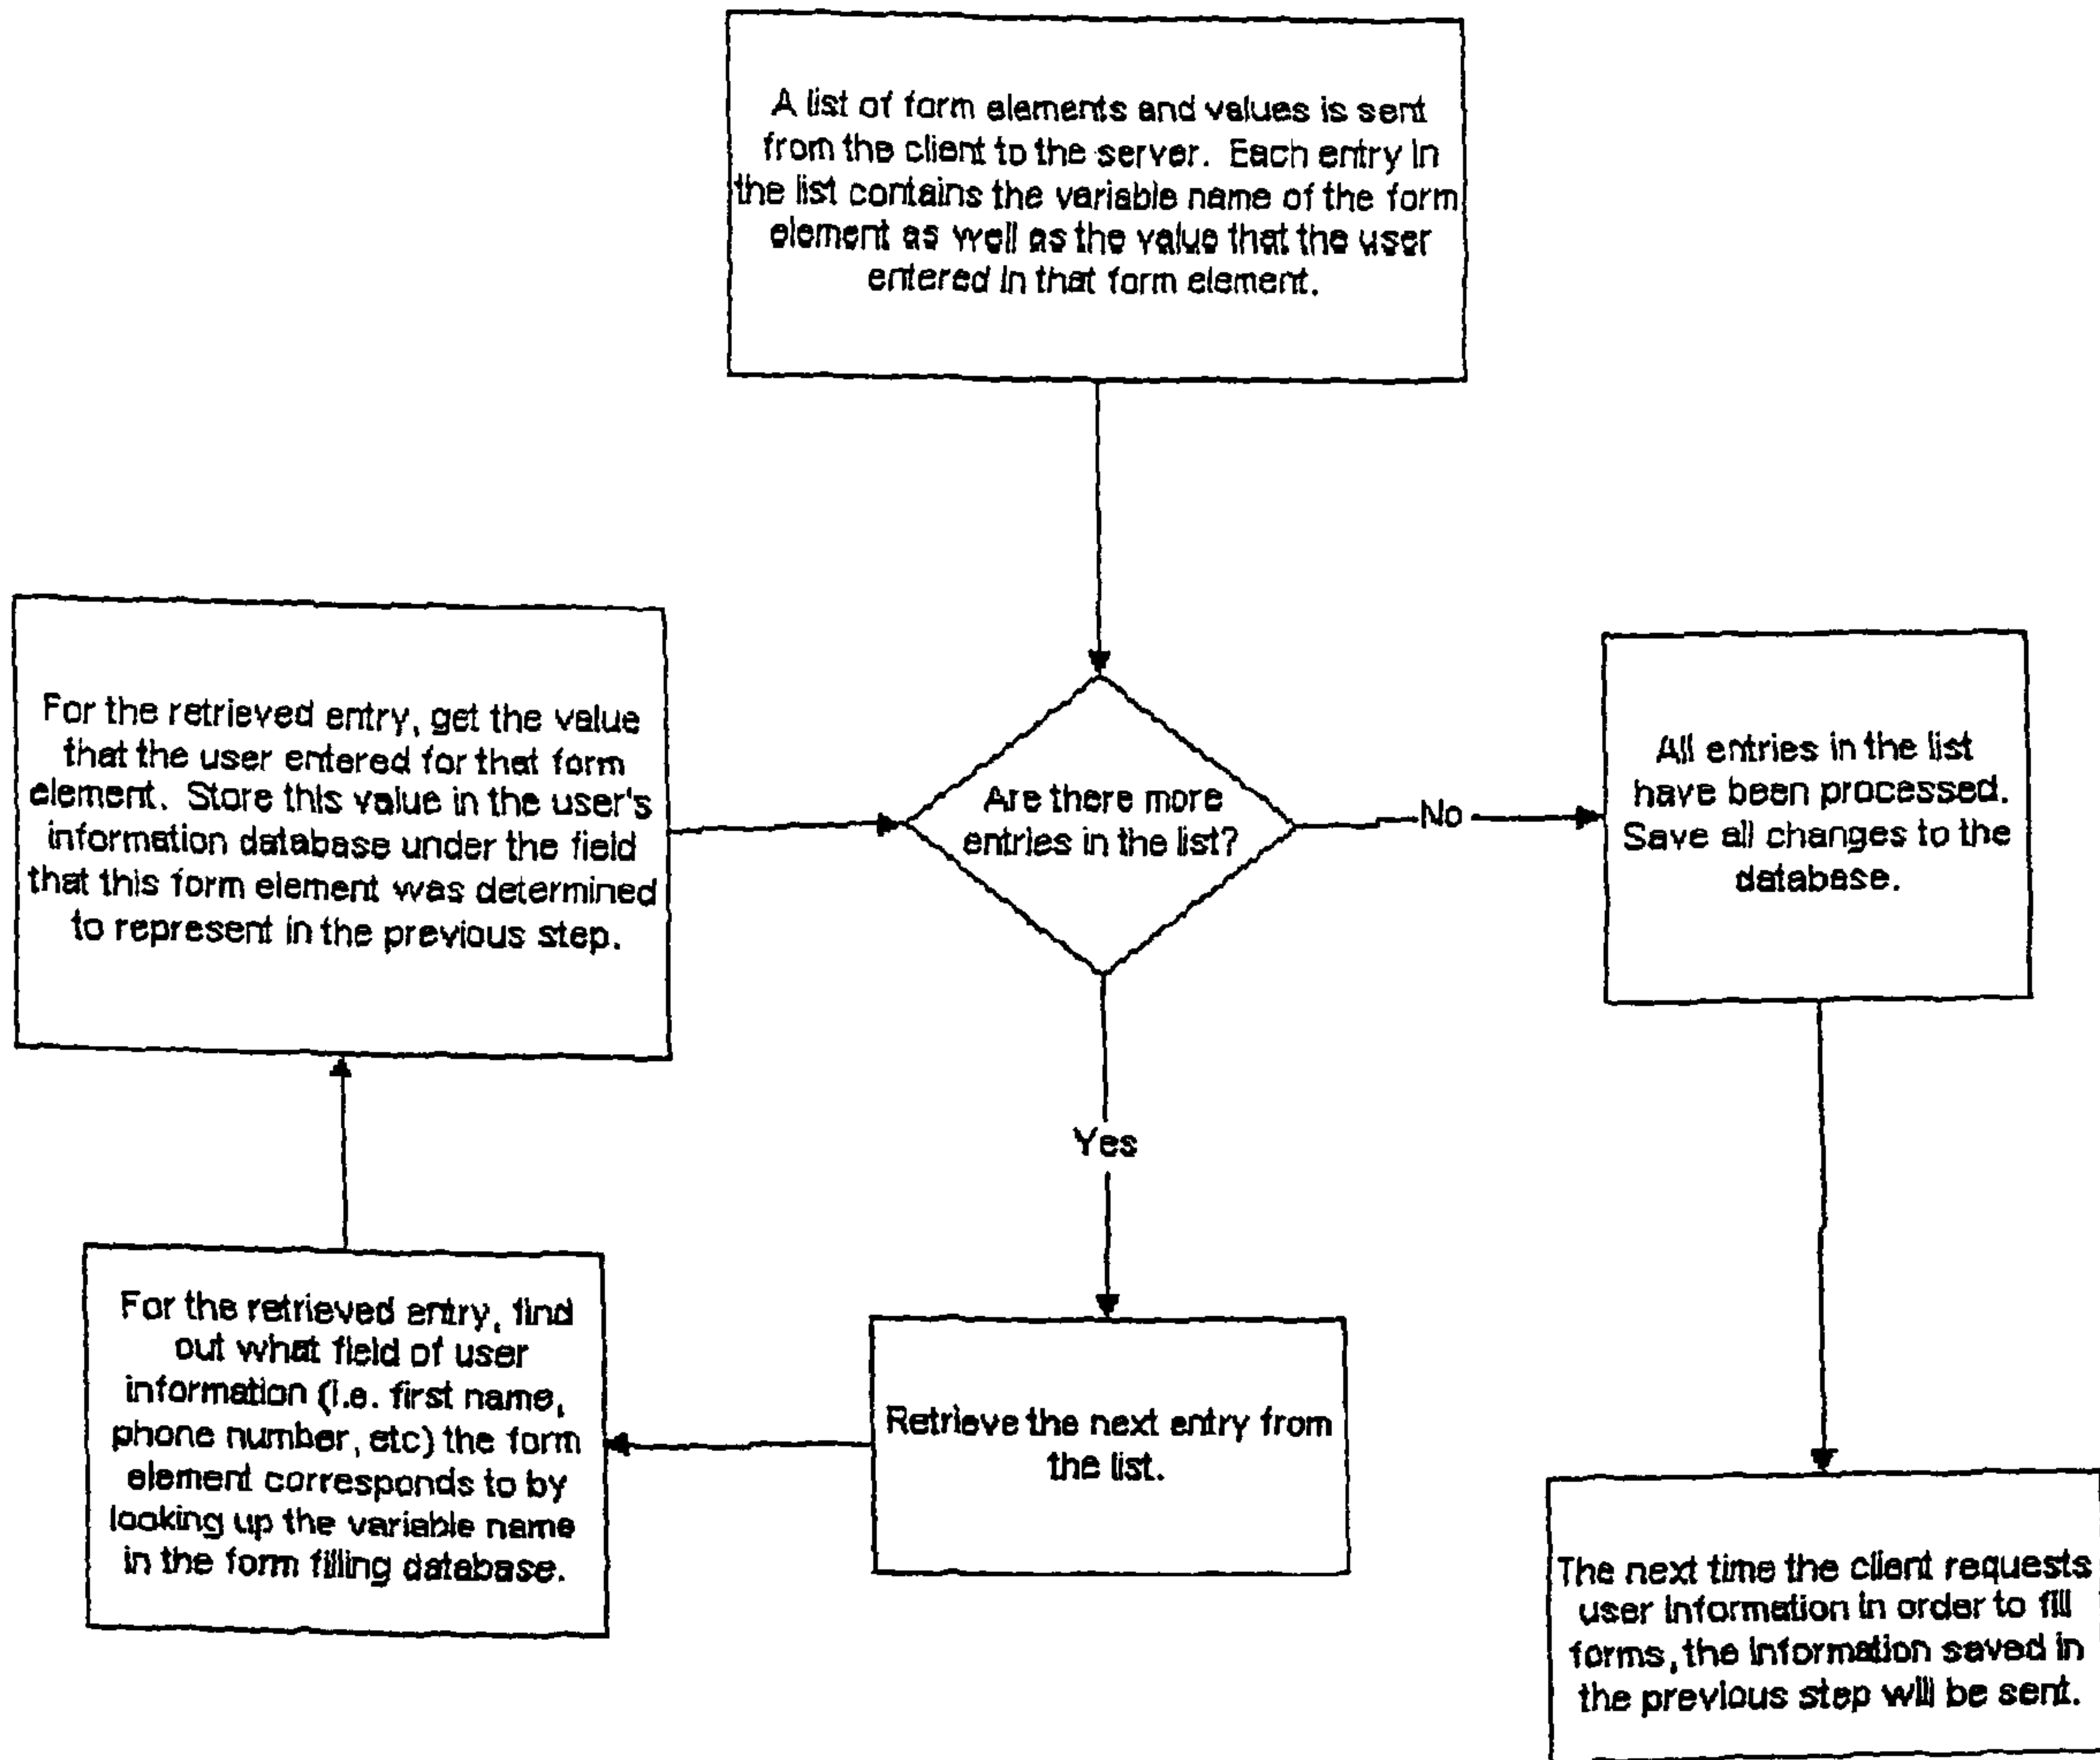 A list of form elements and values is sent
from the client to the server. Each entry in
the list contains the variable name of the form
element as well as the value that the user
entered in that form element.
For the retrieved entry, get the value
that the user entered for that form
element. Store this value in the user's
information database under the field
that this form element was determined
to represent in the previous step.
Are there more
entries in the list?
No
All entries in the list
have been processed.
Save all changes to the
database.
Yes
For the retrieved entry, find
out what field of user
information (i.e. first name,
phone number, etc) the form
element corresponds to by
looking up the variable name
in the form filling database.
Retrieve the next entry from
the list.
The next time the client requests
user information in order to fill
forms, the information saved in
the previous step will be sent.